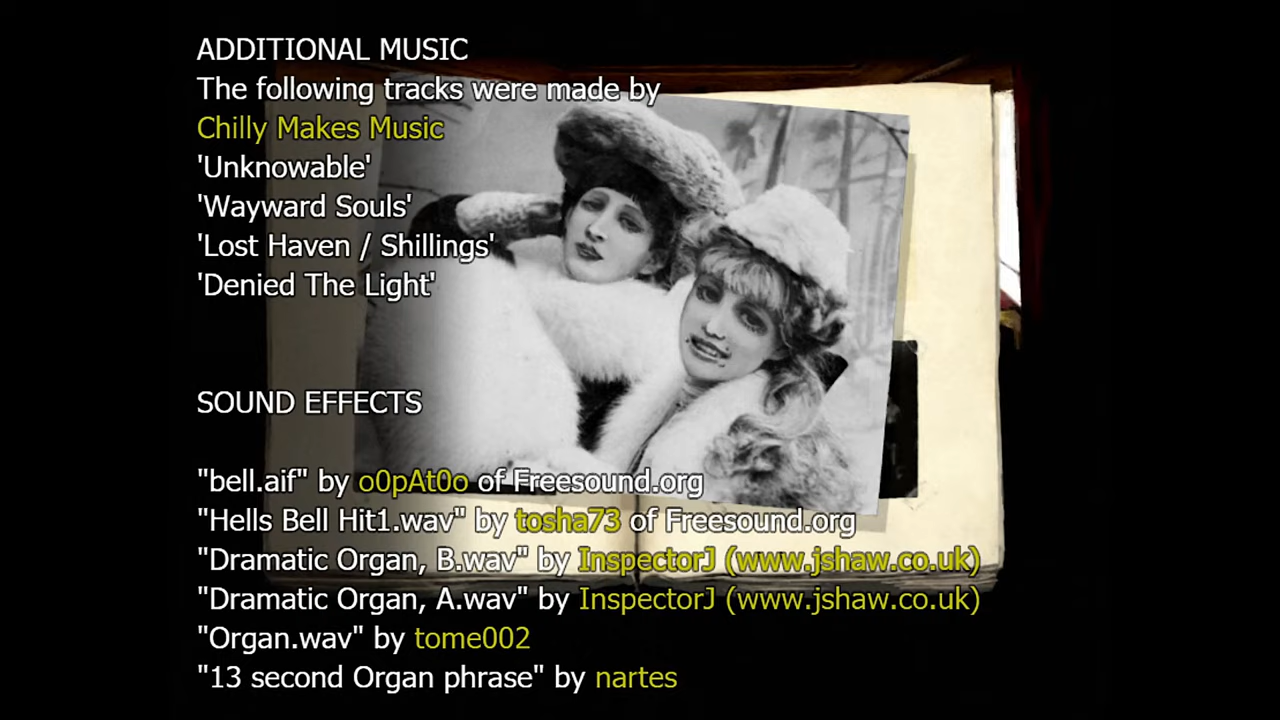 ADDITIONAL MUSIC
The following tracks were made by
Chilly Makes Music
'Unknowable'
'Wayward Souls'
'Lost Haven / Shillings'
'Denied The Light'
SOUND EFFECTS
"bell.aif" by o0pAt0o of Freesound.org
"Hells Bell Hit1.wav" by tosha73 of Freesound.org
"Dramatic Organ, B.wav" by InspectorJ (www.jshaw.co.uk)
"Dramatic Organ, A.wav" by InspectorJ (www.jshaw.co.uk)
"Organ.wav" by tome002
"13 second Organ phrase" by nartes